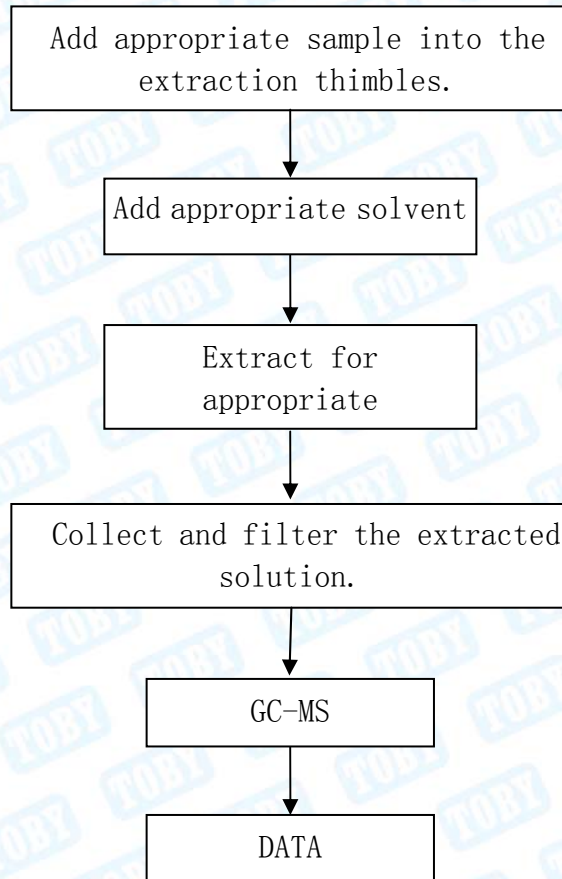 Add appropriate sample into the
extraction thimbles.
Add appropriate solvent
Extract for
appropriate
Collect and filter the extracted
solution.
GC-MS
DATA